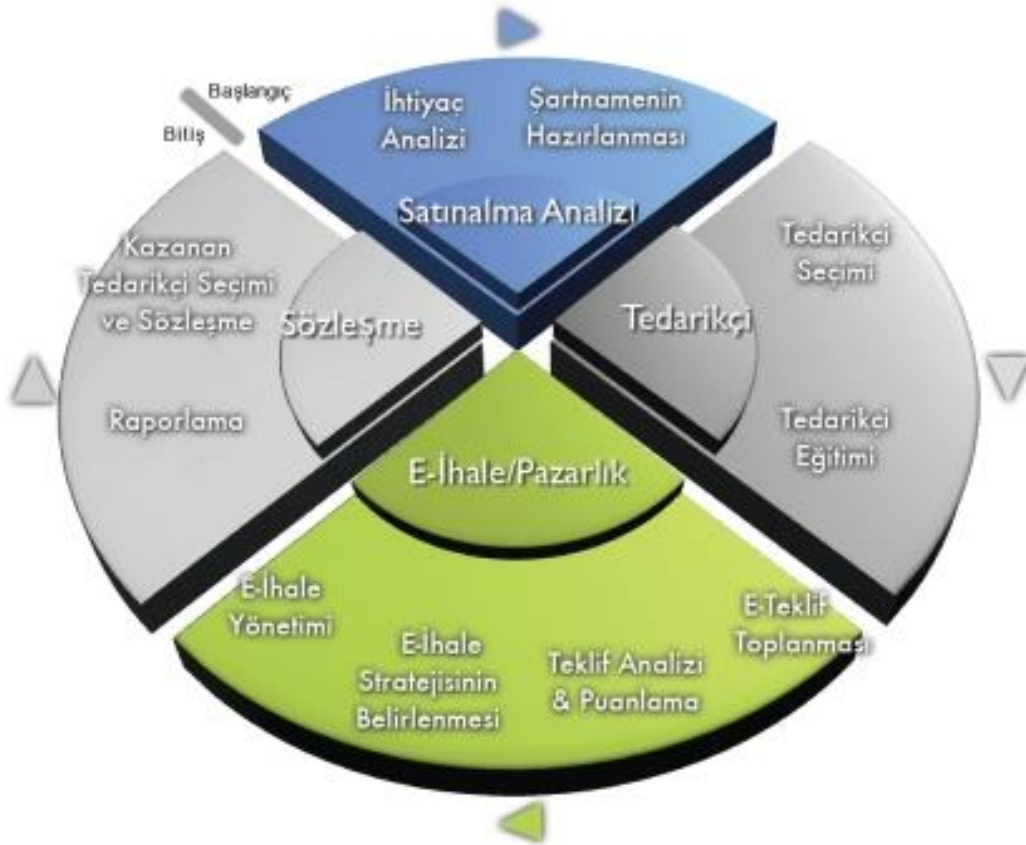 Başlangıç
Bitiş
İhtiyaç
Analizi
Şartnamenin
Hazırlanması
Satınalma Analizi
Tedarikçi
Seçimi
Tedarikçi
Tedarikçi
Eğitimi
E-Teklif
Toplanması
Teklif Analizi
& Puanlama
E-İhale
Stratejisinin
Belirlenmesi
E-İhale
Yönetimi
E-İhale/Pazarlık
Kazanan
Tedarikçi Seçimi
ve Sözleşme
Sözleşme
Raporlama